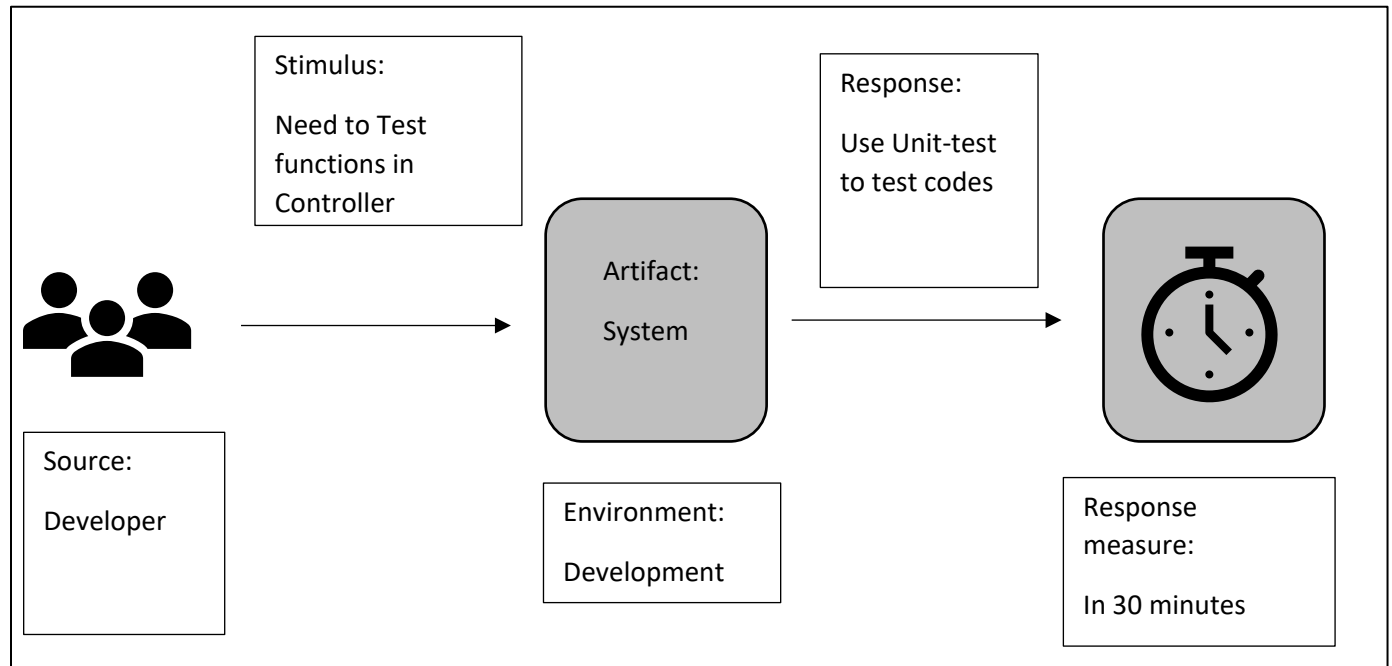 Stimulus:
Need to Test
functions in
Controller
Response:
Use Unit-test
to test codes
Artifact:
System
Source:
Developer
Environment:
Development
Response
measure:
In 30 minutes